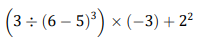 (3 ÷ (6 − 5)³) × (−3) + 2²